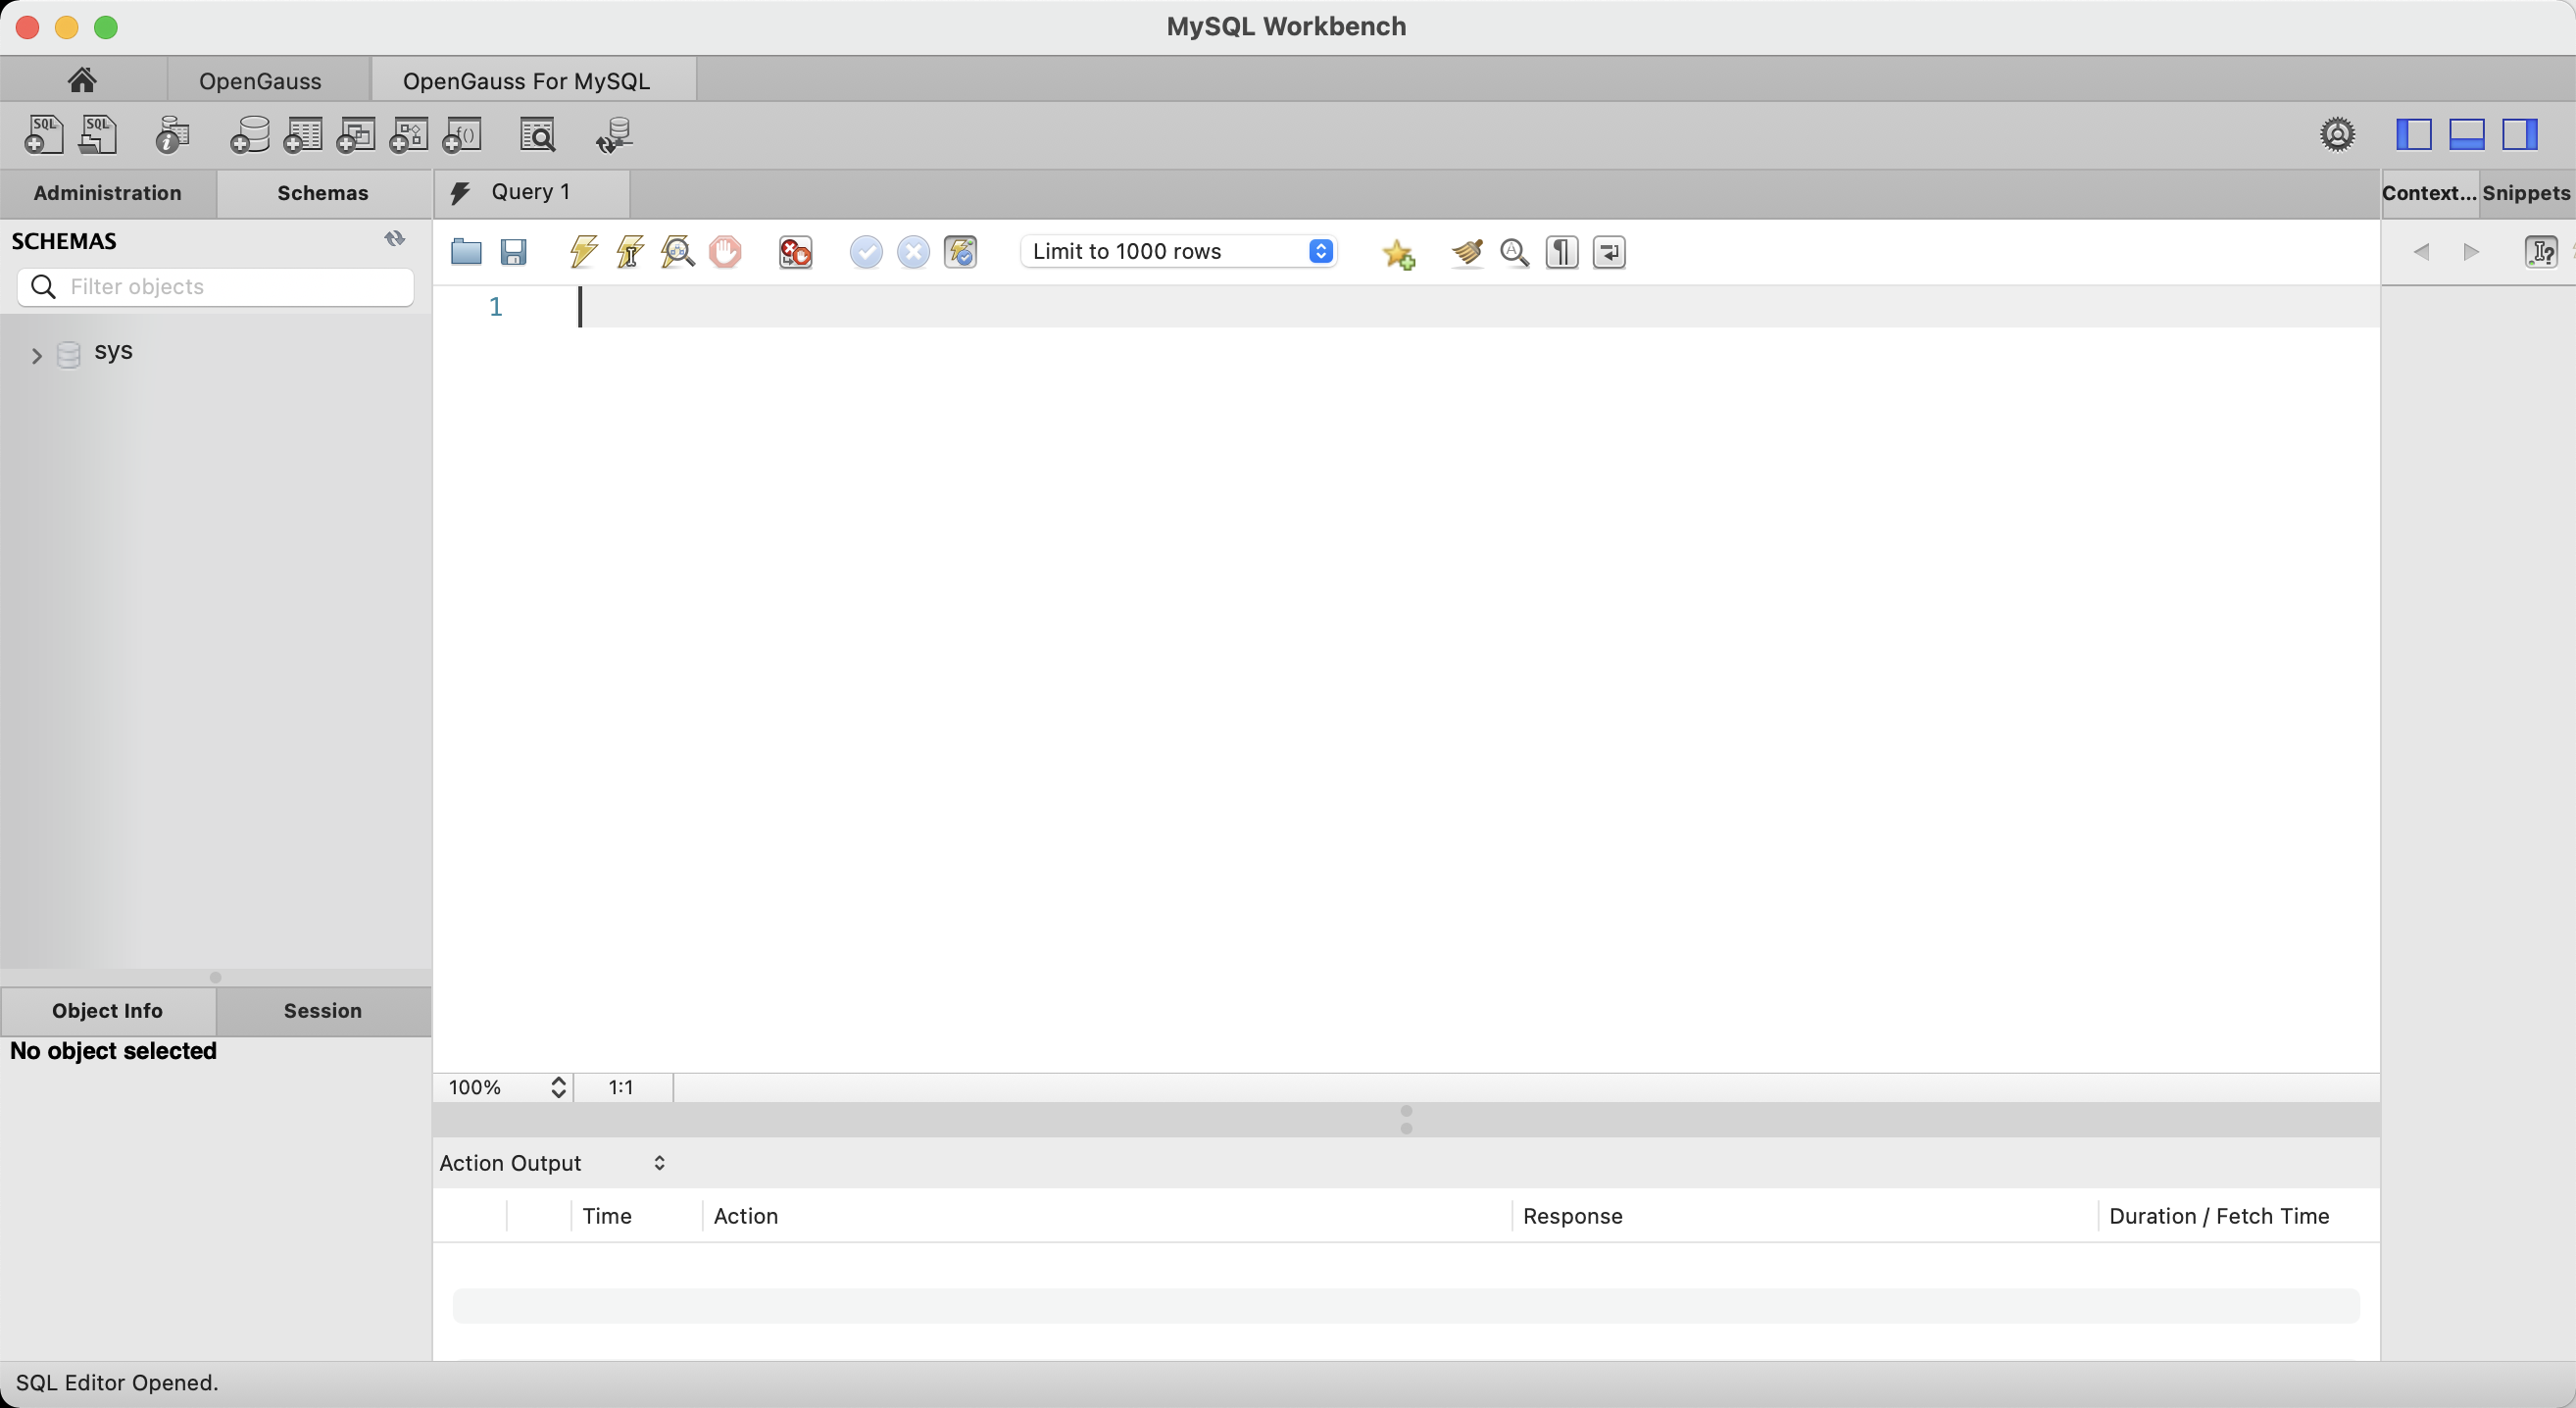 MySQL Workbench
OpenGauss
OpenGauss For MySQL
SQL
SQL
Administration
Schemas
Query 1
Context...
Snippets
SCHEMAS
Limit to 1000 rows
Filter objects
1
sys
Object Info
Session
No object selected
100%
1:1
Action Output
Time
Action
Response
Duration / Fetch Time
SQL Editor Opened.